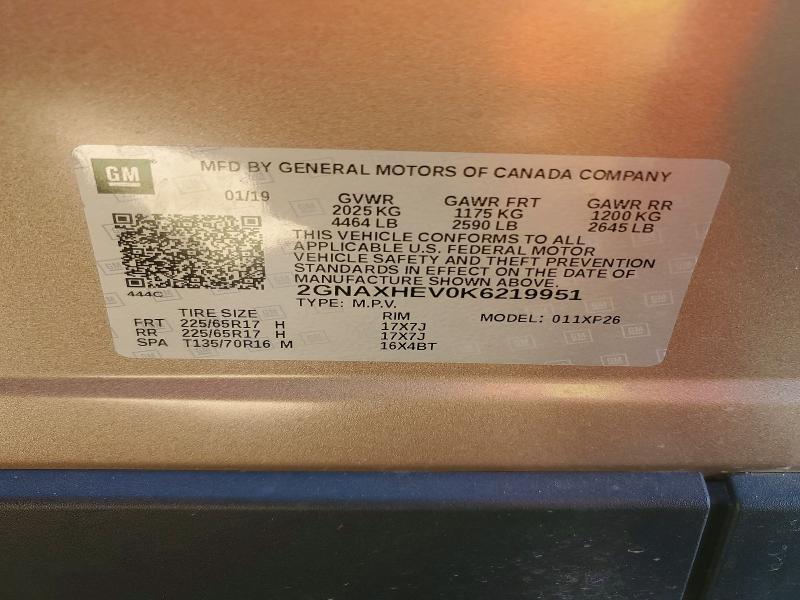 GM
MFD BY GENERAL MOTORS OF CANADA COMPANY
01/19
GVWR GAWR FRT GAWR RR
2025 KG 1175 KG 1200 KG
4464 LB 2590 LB 2645 LB
THIS VEHICLE CONFORMS TO ALL
APPLICABLE U.S. FEDERAL MOTOR
VEHICLE SAFETY AND THEFT PREVENTION
STANDARDS IN EFFECT ON THE DATE OF
MANUFACTURE SHOWN ABOVE.
444C
2GNAXHEV0K6219951
TYPE: M.P.V.
TIRE SIZE RIM MODEL: 011XP26
FRT 225/65R17 H 17X7J
RR 225/65R17 H 17X7J
SPA T135/70R16 M 16X4BT